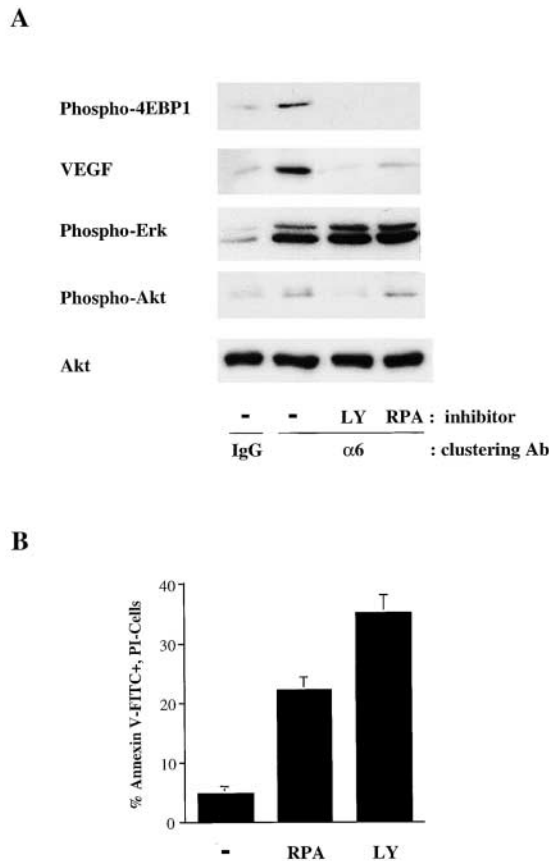 A
Phospho-4EBP1
VEGF
Phospho-Erk
Phospho-Akt
Akt
- - LY RPA : inhibitor
IgG α6 : clustering Ab
B
% Annexin V-FITC+, PI-Cells
40
30
20
10
0
- RPA LY